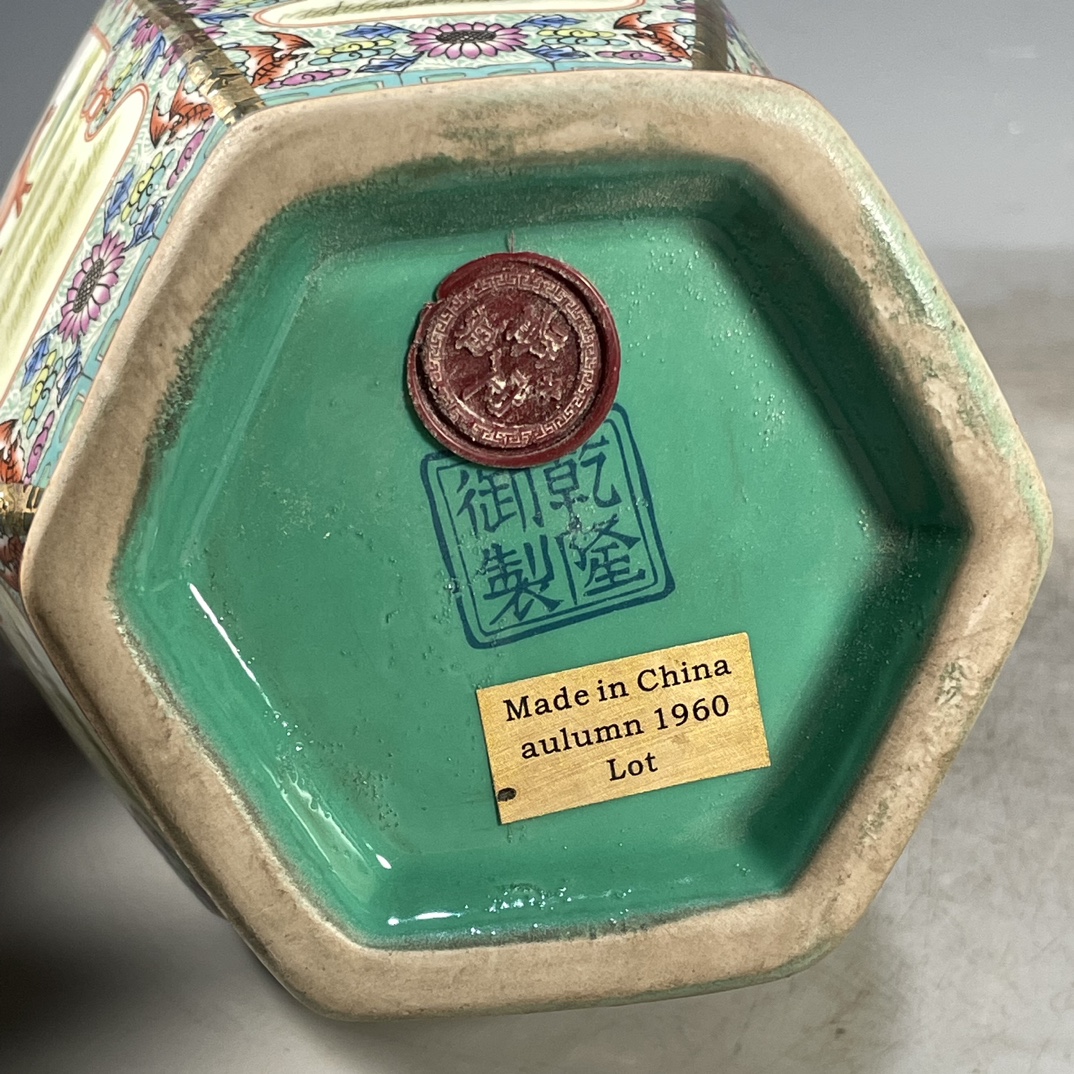 乾隆
御製
Made in China
aulumn 1960
Lot